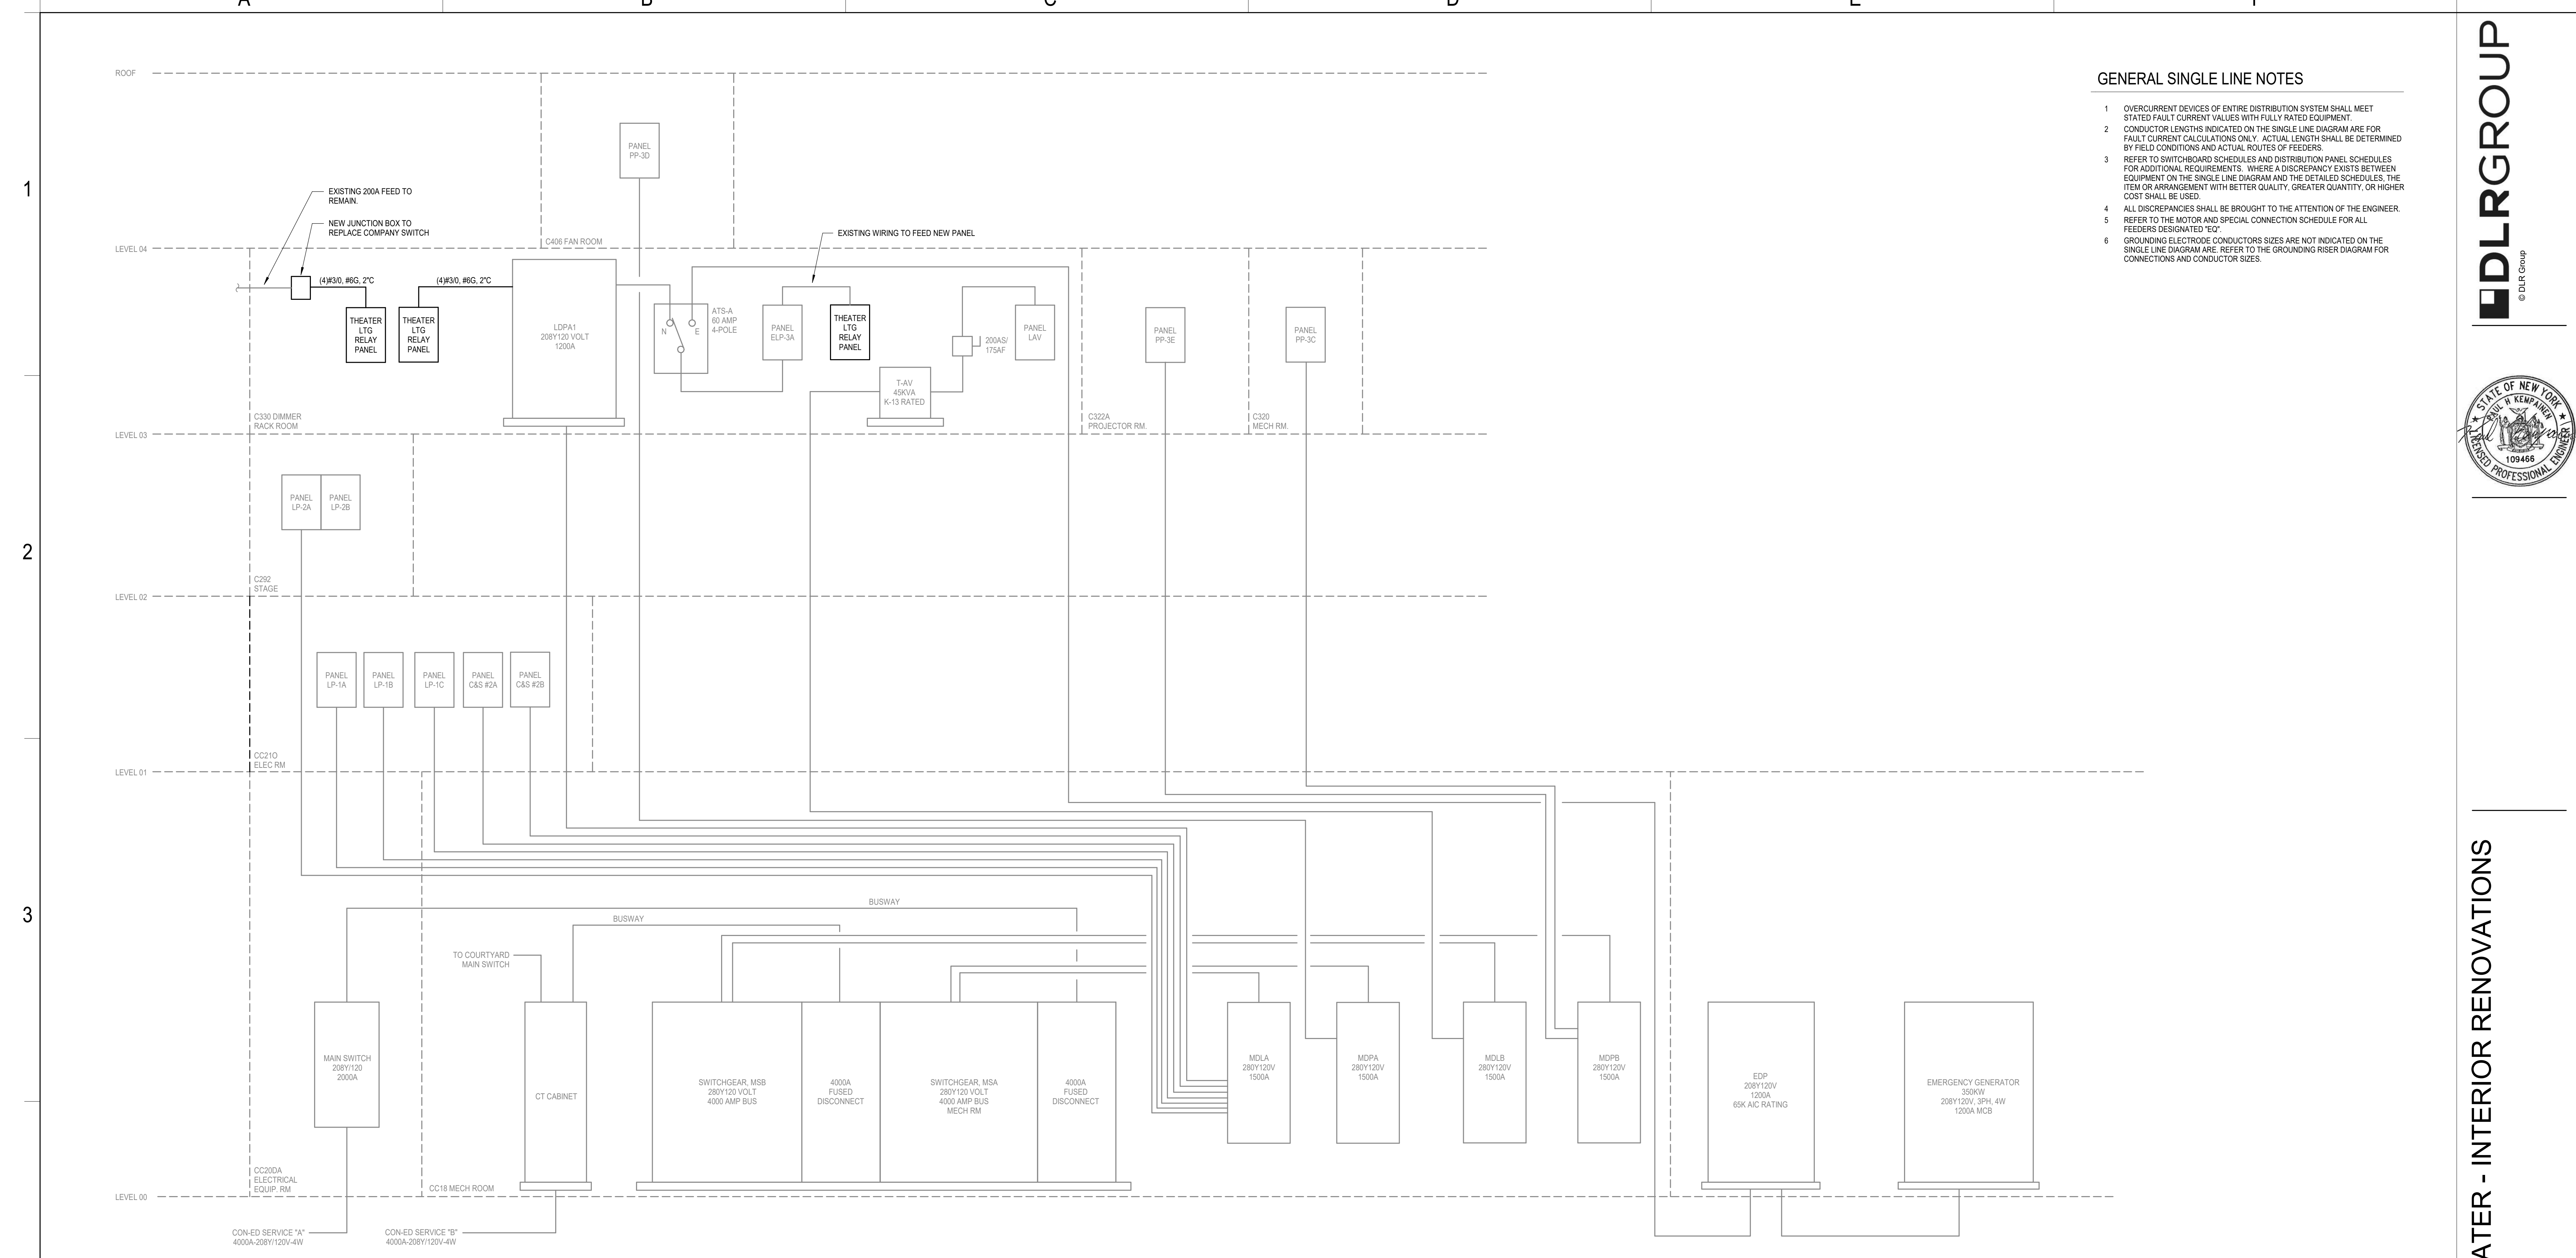 A
B
C
D
E
ROOF
GENERAL SINGLE LINE NOTES
1 OVERCURRENT DEVICES OF ENTIRE DISTRIBUTION SYSTEM SHALL MEET
STATED FAULT CURRENT VALUES WITH FULLY RATED EQUIPMENT.
2 CONDUCTOR LENGTHS INDICATED ON THE SINGLE LINE DIAGRAM ARE FOR
FAULT CURRENT CALCULATIONS ONLY. ACTUAL LENGTH SHALL BE DETERMINED
BY FIELD CONDITIONS AND ACTUAL ROUTES OF FEEDERS.
3 REFER TO SWITCHBOARD SCHEDULES AND DISTRIBUTION PANEL SCHEDULES
FOR ADDITIONAL REQUIREMENTS. WHERE A DISCREPANCY EXISTS BETWEEN
EQUIPMENT ON THE SINGLE LINE DIAGRAM AND THE DETAILED SCHEDULES, THE
ITEM OR ARRANGEMENT WITH BETTER QUALITY, GREATER QUANTITY, OR HIGHER
COST SHALL BE USED.
4 ALL DISCREPANCIES SHALL BE BROUGHT TO THE ATTENTION OF THE ENGINEER.
5 REFER TO THE MOTOR AND SPECIAL CONNECTION SCHEDULE FOR ALL
FEEDERS DESIGNATED "EQ".
6 GROUNDING ELECTRODE CONDUCTORS SIZES ARE NOT INDICATED ON THE
SINGLE LINE DIAGRAM ARE. REFER TO THE GROUNDING RISER DIAGRAM FOR
CONNECTIONS AND CONDUCTOR SIZES.
DLRGROUP
© DLR Group
STATE OF NEW YORK
PAUL H KEMPAINEN
109466
LICENSED PROFESSIONAL ENGINEER
ATER - INTERIOR RENOVATIONS
1
2
3
PANEL
PP-3D
EXISTING 200A FEED TO
REMAIN.
NEW JUNCTION BOX TO
REPLACE COMPANY SWITCH
LEVEL 04
C406 FAN ROOM
EXISTING WIRING TO FEED NEW PANEL
(4)#3/0, #6G, 2"C
(4)#3/0, #6G, 2"C
THEATER
LTG
RELAY
PANEL
THEATER
LTG
RELAY
PANEL
LDPA1
208Y120 VOLT
1200A
N
E
ATS-A
60 AMP
4-POLE
PANEL
ELP-3A
THEATER
LTG
RELAY
PANEL
200AS/
175AF
PANEL
LAV
T-AV
45KVA
K-13 RATED
PANEL
PP-3E
PANEL
PP-3C
C330 DIMMER
RACK ROOM
C322A
PROJECTOR RM.
C320
MECH RM.
LEVEL 03
PANEL
LP-2A
PANEL
LP-2B
C292
STAGE
LEVEL 02
PANEL
LP-1A
PANEL
LP-1B
PANEL
LP-1C
PANEL
C&S #2A
PANEL
C&S #2B
CC21O
ELEC RM
LEVEL 01
BUSWAY
BUSWAY
TO COURTYARD
MAIN SWITCH
MAIN SWITCH
208Y/120
2000A
CT CABINET
SWITCHGEAR, MSB
280Y120 VOLT
4000 AMP BUS
4000A
FUSED
DISCONNECT
SWITCHGEAR, MSA
280Y120 VOLT
4000 AMP BUS
MECH RM
4000A
FUSED
DISCONNECT
MDLA
280Y120V
1500A
MDPA
280Y120V
1500A
MDLB
280Y120V
1500A
MDPB
280Y120V
1500A
EDP
208Y120V
1200A
65K AIC RATING
EMERGENCY GENERATOR
350KW
208Y120V, 3PH, 4W
1200A MCB
CC20DA
ELECTRICAL
EQUIP. RM
CC18 MECH ROOM
LEVEL 00
CON-ED SERVICE "A"
4000A-208Y/120V-4W
CON-ED SERVICE "B"
4000A-208Y/120V-4W